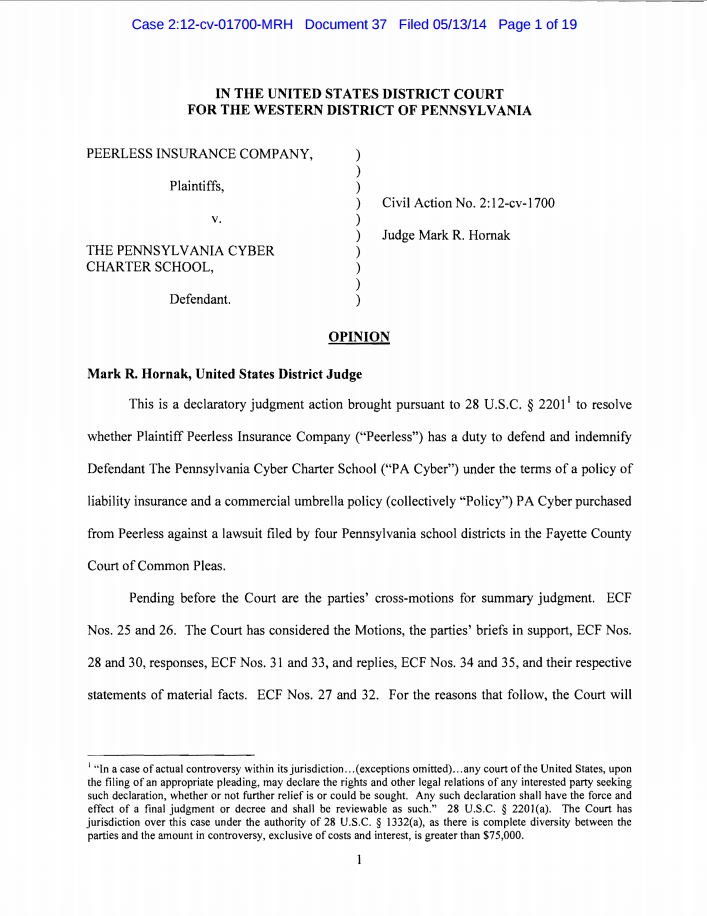 Case 2:12-cv-01700-MRH Document 37 Filed 05/13/14 Page 1 of 19
IN THE UNITED STATES DISTRICT COURT
FOR THE WESTERN DISTRICT OF PENNSYLVANIA
PEERLESS INSURANCE COMPANY, )
)
Plaintiffs, )
) Civil Action No. 2:12-cv-1700
v. )
) Judge Mark R. Hornak
THE PENNSYLVANIA CYBER )
CHARTER SCHOOL, )
)
Defendant. )
OPINION
Mark R. Hornak, United States District Judge
This is a declaratory judgment action brought pursuant to 28 U.S.C. § 2201¹ to resolve
whether Plaintiff Peerless Insurance Company (“Peerless”) has a duty to defend and indemnify
Defendant The Pennsylvania Cyber Charter School (“PA Cyber”) under the terms of a policy of
liability insurance and a commercial umbrella policy (collectively “Policy”) PA Cyber purchased
from Peerless against a lawsuit filed by four Pennsylvania school districts in the Fayette County
Court of Common Pleas.
Pending before the Court are the parties’ cross-motions for summary judgment. ECF
Nos. 25 and 26. The Court has considered the Motions, the parties’ briefs in support, ECF Nos.
28 and 30, responses, ECF Nos. 31 and 33, and replies, ECF Nos. 34 and 35, and their respective
statements of material facts. ECF Nos. 27 and 32. For the reasons that follow, the Court will
¹ “In a case of actual controversy within its jurisdiction…(exceptions omitted)…any court of the United States, upon
the filing of an appropriate pleading, may declare the rights and other legal relations of any interested party seeking
such declaration, whether or not further relief is or could be sought. Any such declaration shall have the force and
effect of a final judgment or decree and shall be reviewable as such.” 28 U.S.C. § 2201(a). The Court has
jurisdiction over this case under the authority of 28 U.S.C. § 1332(a), as there is complete diversity between the
parties and the amount in controversy, exclusive of costs and interest, is greater than $75,000.
1